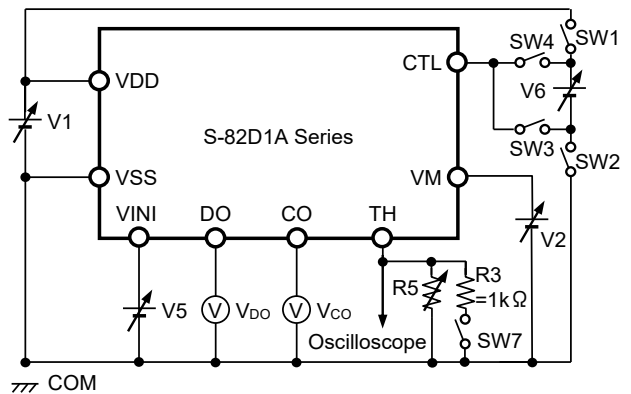 SW1
SW4
CTL
V6
VDD
V1
S-82D1A Series
SW3
SW2
VSS
VM
VINI
DO
CO
TH
V2
R3
R5
=1kΩ
V5
V
VDO
V
VCO
Oscilloscope
SW7
COM